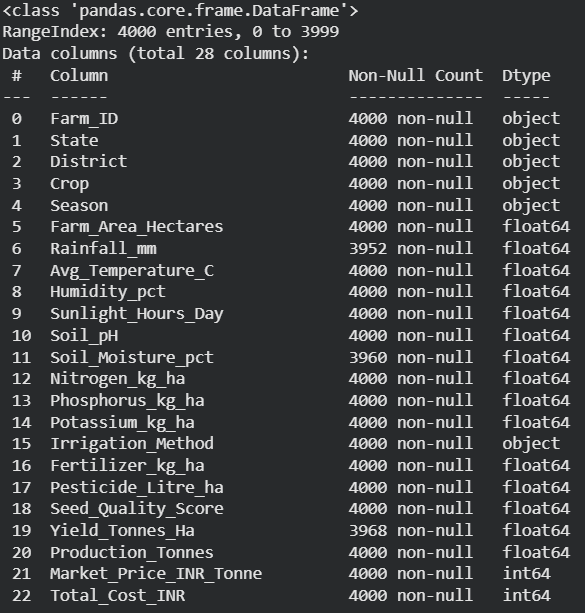 <class 'pandas.core.frame.DataFrame'>
RangeIndex: 4000 entries, 0 to 3999
Data columns (total 28 columns):
 #   Column                  Non-Null Count  Dtype
---  ------                  --------------  -----
 0   Farm_ID                 4000 non-null   object
 1   State                   4000 non-null   object
 2   District                4000 non-null   object
 3   Crop                    4000 non-null   object
 4   Season                  4000 non-null   object
 5   Farm_Area_Hectares      4000 non-null   float64
 6   Rainfall_mm             3952 non-null   float64
 7   Avg_Temperature_C       4000 non-null   float64
 8   Humidity_pct            4000 non-null   float64
 9   Sunlight_Hours_Day      4000 non-null   float64
 10  Soil_pH                 4000 non-null   float64
 11  Soil_Moisture_pct       3960 non-null   float64
 12  Nitrogen_kg_ha          4000 non-null   float64
 13  Phosphorus_kg_ha        4000 non-null   float64
 14  Potassium_kg_ha         4000 non-null   float64
 15  Irrigation_Method       4000 non-null   object
 16  Fertilizer_kg_ha        4000 non-null   float64
 17  Pesticide_Litre_ha      4000 non-null   float64
 18  Seed_Quality_Score      4000 non-null   float64
 19  Yield_Tonnes_Ha         3968 non-null   float64
 20  Production_Tonnes       4000 non-null   float64
 21  Market_Price_INR_Tonne  4000 non-null   int64
 22  Total_Cost_INR          4000 non-null   int64